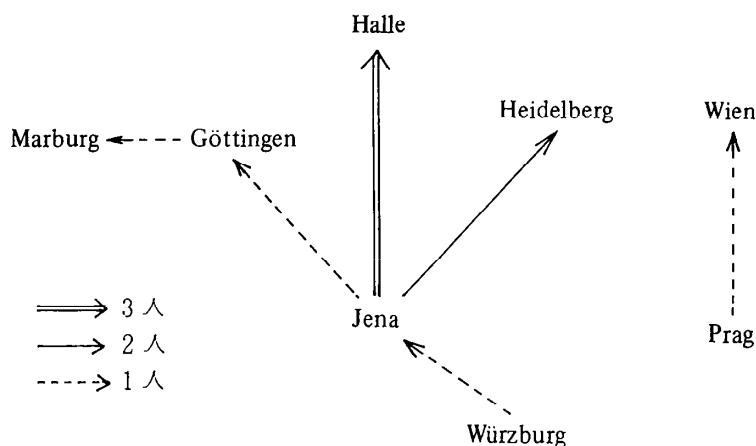 Halle
Heidelberg
Wien
Marburg
Göttingen
Jena
Prag
Würzburg
3人
2人
1人